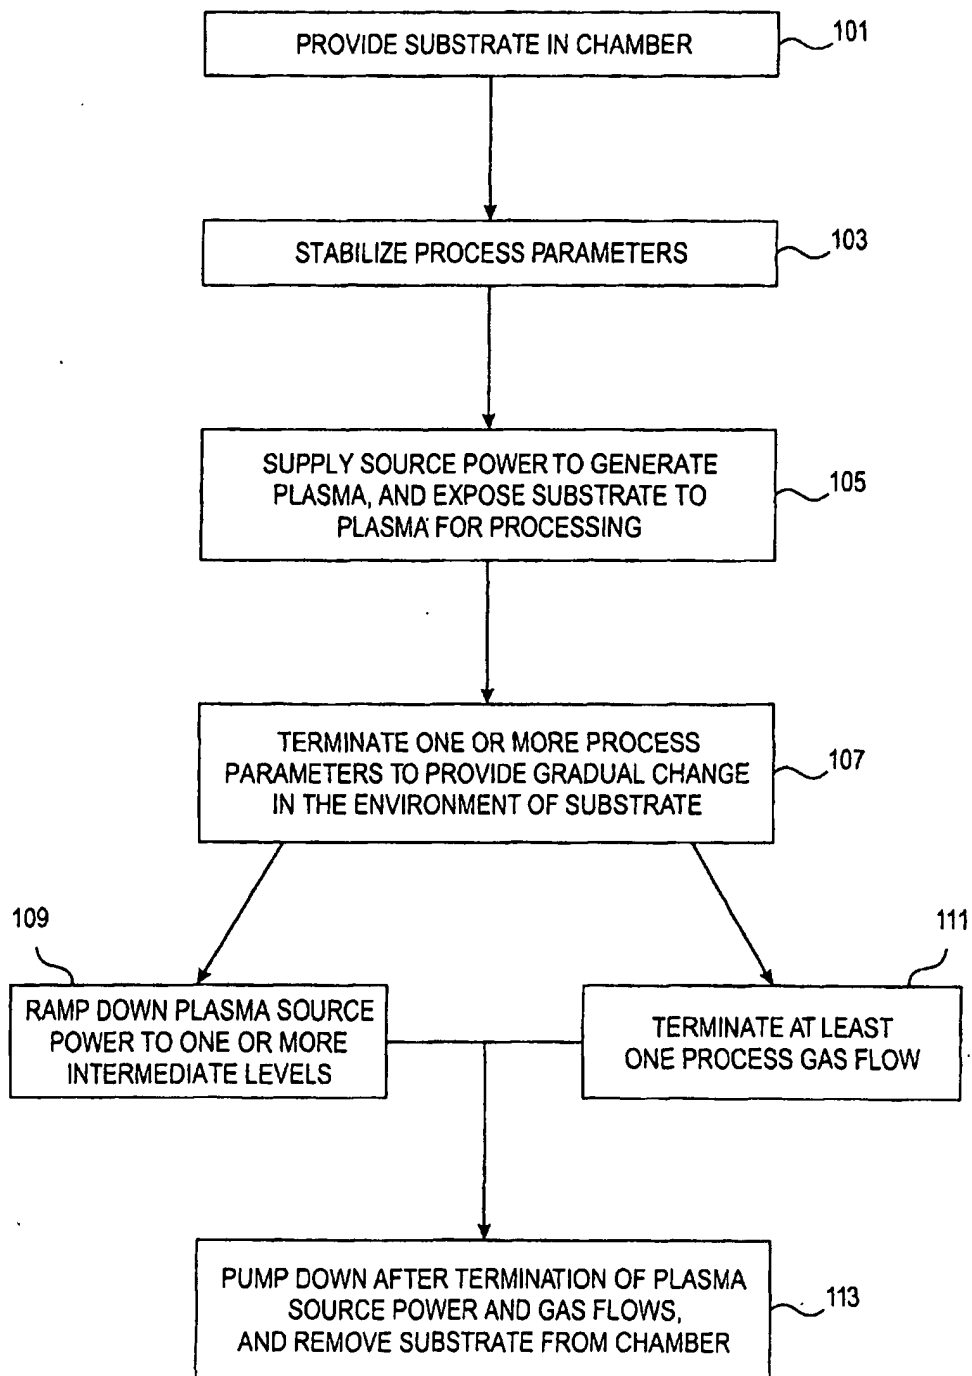 PROVIDE SUBSTRATE IN CHAMBER
101
STABILIZE PROCESS PARAMETERS
103
SUPPLY SOURCE POWER TO GENERATE
PLASMA, AND EXPOSE SUBSTRATE TO
PLASMA FOR PROCESSING
105
TERMINATE ONE OR MORE PROCESS
PARAMETERS TO PROVIDE GRADUAL CHANGE
IN THE ENVIRONMENT OF SUBSTRATE
107
109
RAMP DOWN PLASMA SOURCE
POWER TO ONE OR MORE
INTERMEDIATE LEVELS
111
TERMINATE AT LEAST
ONE PROCESS GAS FLOW
PUMP DOWN AFTER TERMINATION OF PLASMA
SOURCE POWER AND GAS FLOWS,
AND REMOVE SUBSTRATE FROM CHAMBER
113